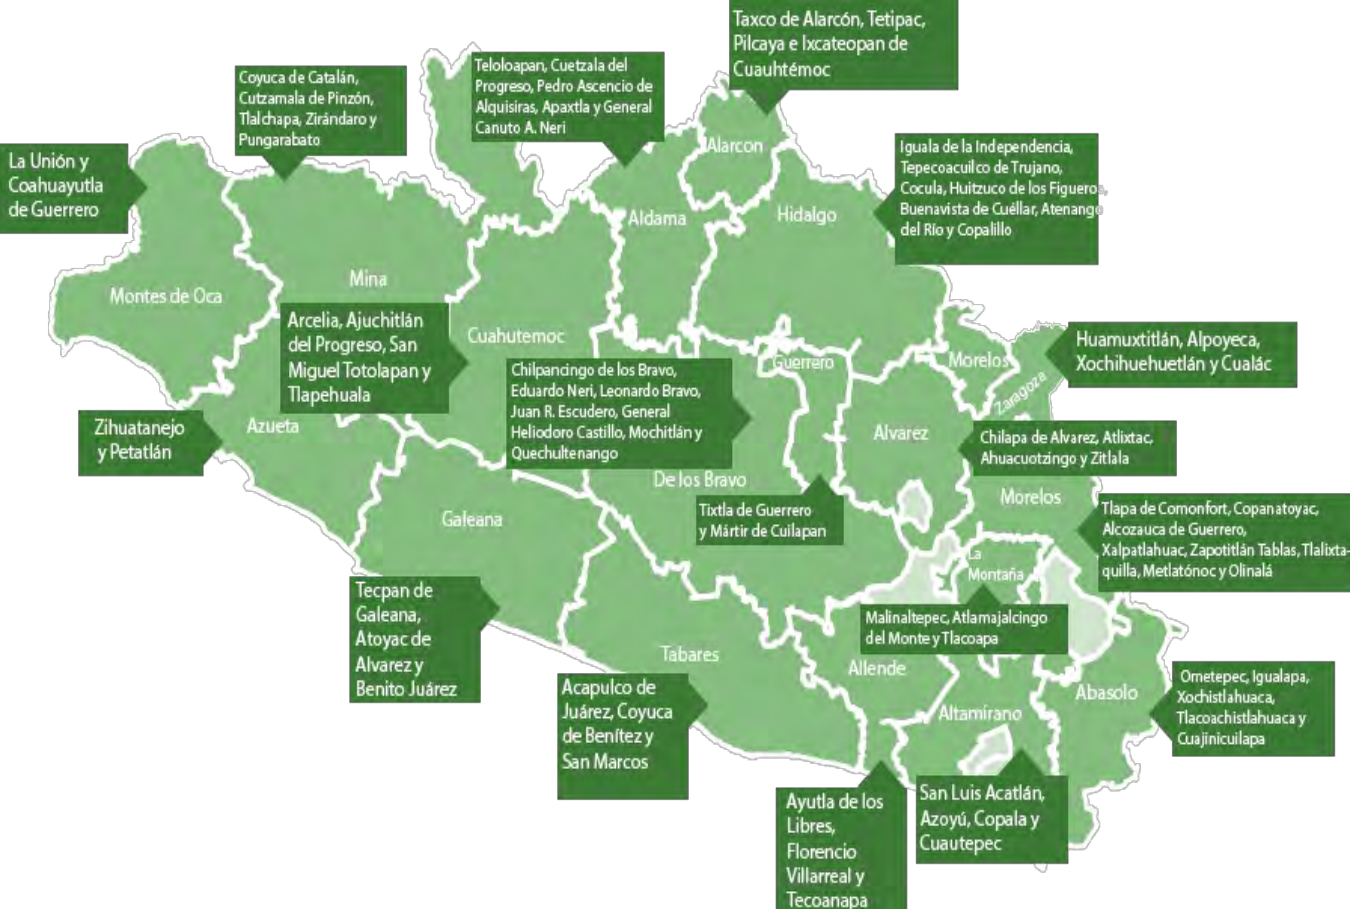 Taxco de Alarcón, Tetipac,
Pilcaya e Ixcateopan de
Cuauhtémoc
Teloloapan, Cuetzala del
Progreso, Pedro Ascencio de
Alquisiras, Apaxtla y General
Canuto A. Neri
Coyuca de Catalán,
Cutzamala de Pinzón,
Tlalchapa, Zirándaro y
Pungarabato
La Unión y
Coahuayutla
de Guerrero
Alarcon
Iguala de la Independencia,
Tepecoacuilco de Trujano,
Cocula, Huitzuco de los Figueroa,
Buenavista de Cuéllar, Atenango
del Río y Copalillo
Aldama
Hidalgo
Mina
Montes de Oca
Arcelia, Ajuchitlán
del Progreso, San
Miguel Totolapan y
Tlapehuala
Cuahutemoc
Huamuxtitlán, Alpoyeca,
Xochihuehuetlán y Cualác
Guerrero
Morelos
Zaragoza
Chilpancingo de los Bravo,
Eduardo Neri, Leonardo Bravo,
Juan R. Escudero, General
Heliodoro Castillo, Mochitlán y
Quechultenango
Zihuatanejo
y Petatlán
Azueta
Alvarez
Chilapa de Alvarez, Atlixtac,
Ahuacuotzingo y Zitlala
De los Bravo
Morelos
Tixtla de Guerrero
y Mártir de Cuilapan
Tlapa de Comonfort, Copanatoyac,
Alcozauca de Guerrero,
Xalpatlahuac, Zapotitlán Tablas, Tlalixta-
quilla, Metlatónoc y Olinalá
Galeana
La
Montaña
Tecpan de
Galeana,
Atoyac de
Alvarez y
Benito Juárez
Malinaltepec, Atlamajalcingo
del Monte y Tlacoapa
Tabares
Allende
Acapulco de
Juárez, Coyuca
de Benítez y
San Marcos
Altamirano
Abasolo
Ometepec, Igualapa,
Xochistlahuaca,
Tlacoachistlahuaca y
Cuajinicuilapa
Ayutla de los
Libres,
Florencio
Villarreal y
Tecoanapa
San Luis Acatlán,
Azoyú, Copala y
Cuautepec